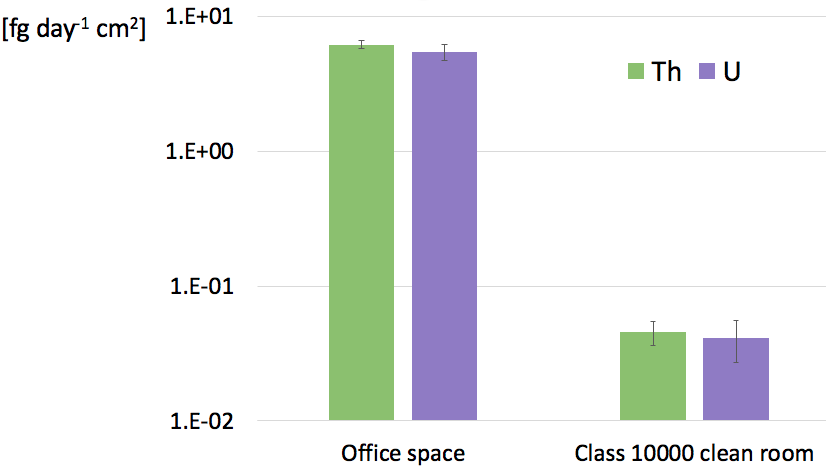 [fg day-1 cm2]
1.E+01
1.E+00
1.E-01
1.E-02
Th U
Office space Class 10000 clean room